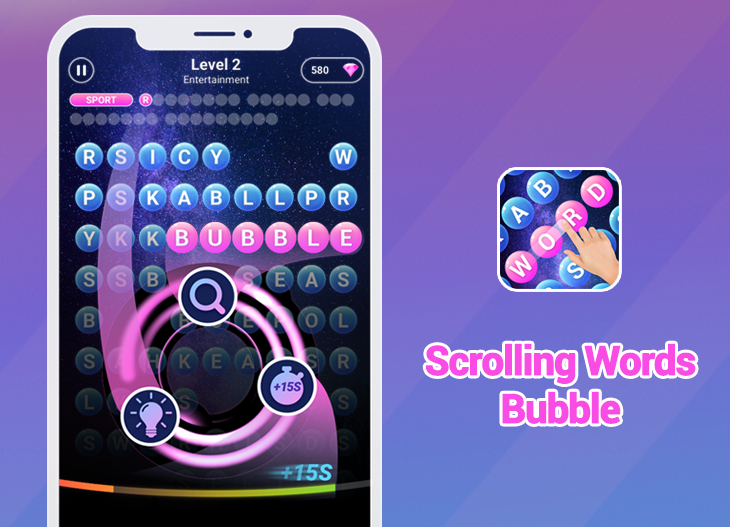 Level 2
Entertainment
580
SPORT R
R S I C Y W
P S K A B L L P R
Y K K B U B B L E
S S B S E A S
+15S
+15S
W O R D
A B
S
Scrolling Words
Bubble